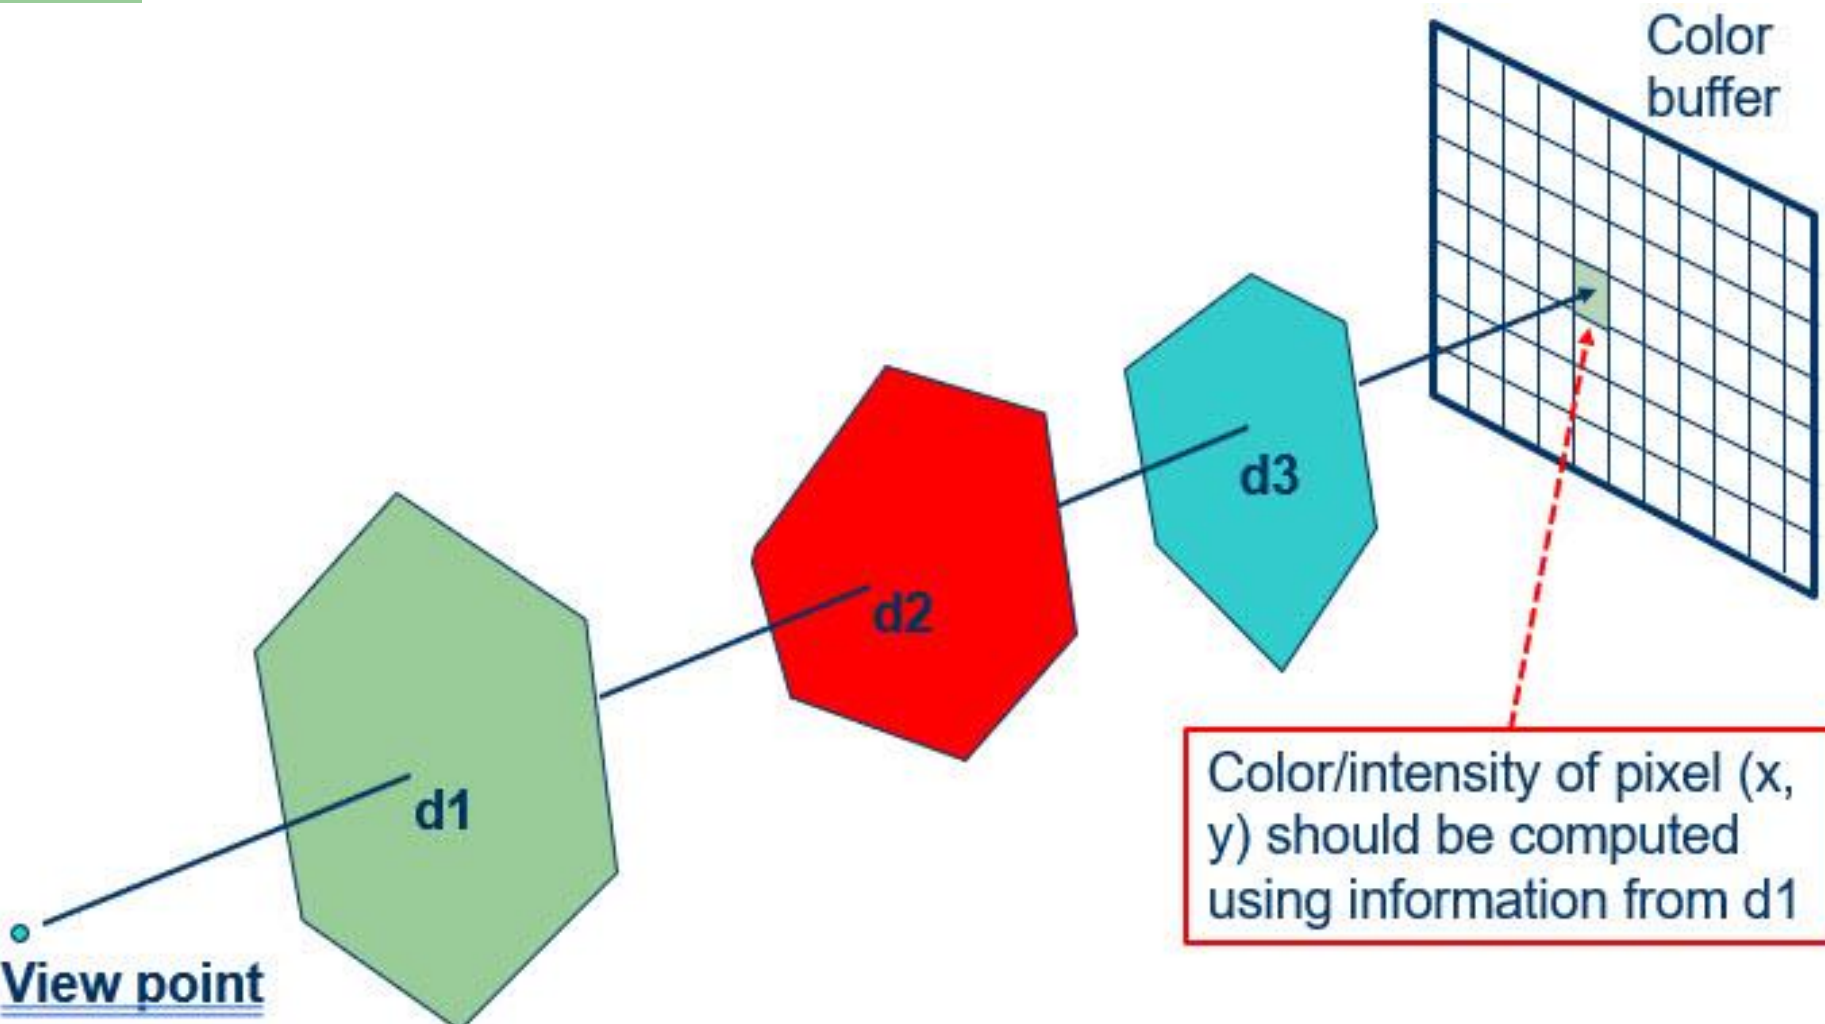 Color
buffer
d3
d2
d1
Color/intensity of pixel (x,
y) should be computed
using information from d1
View point